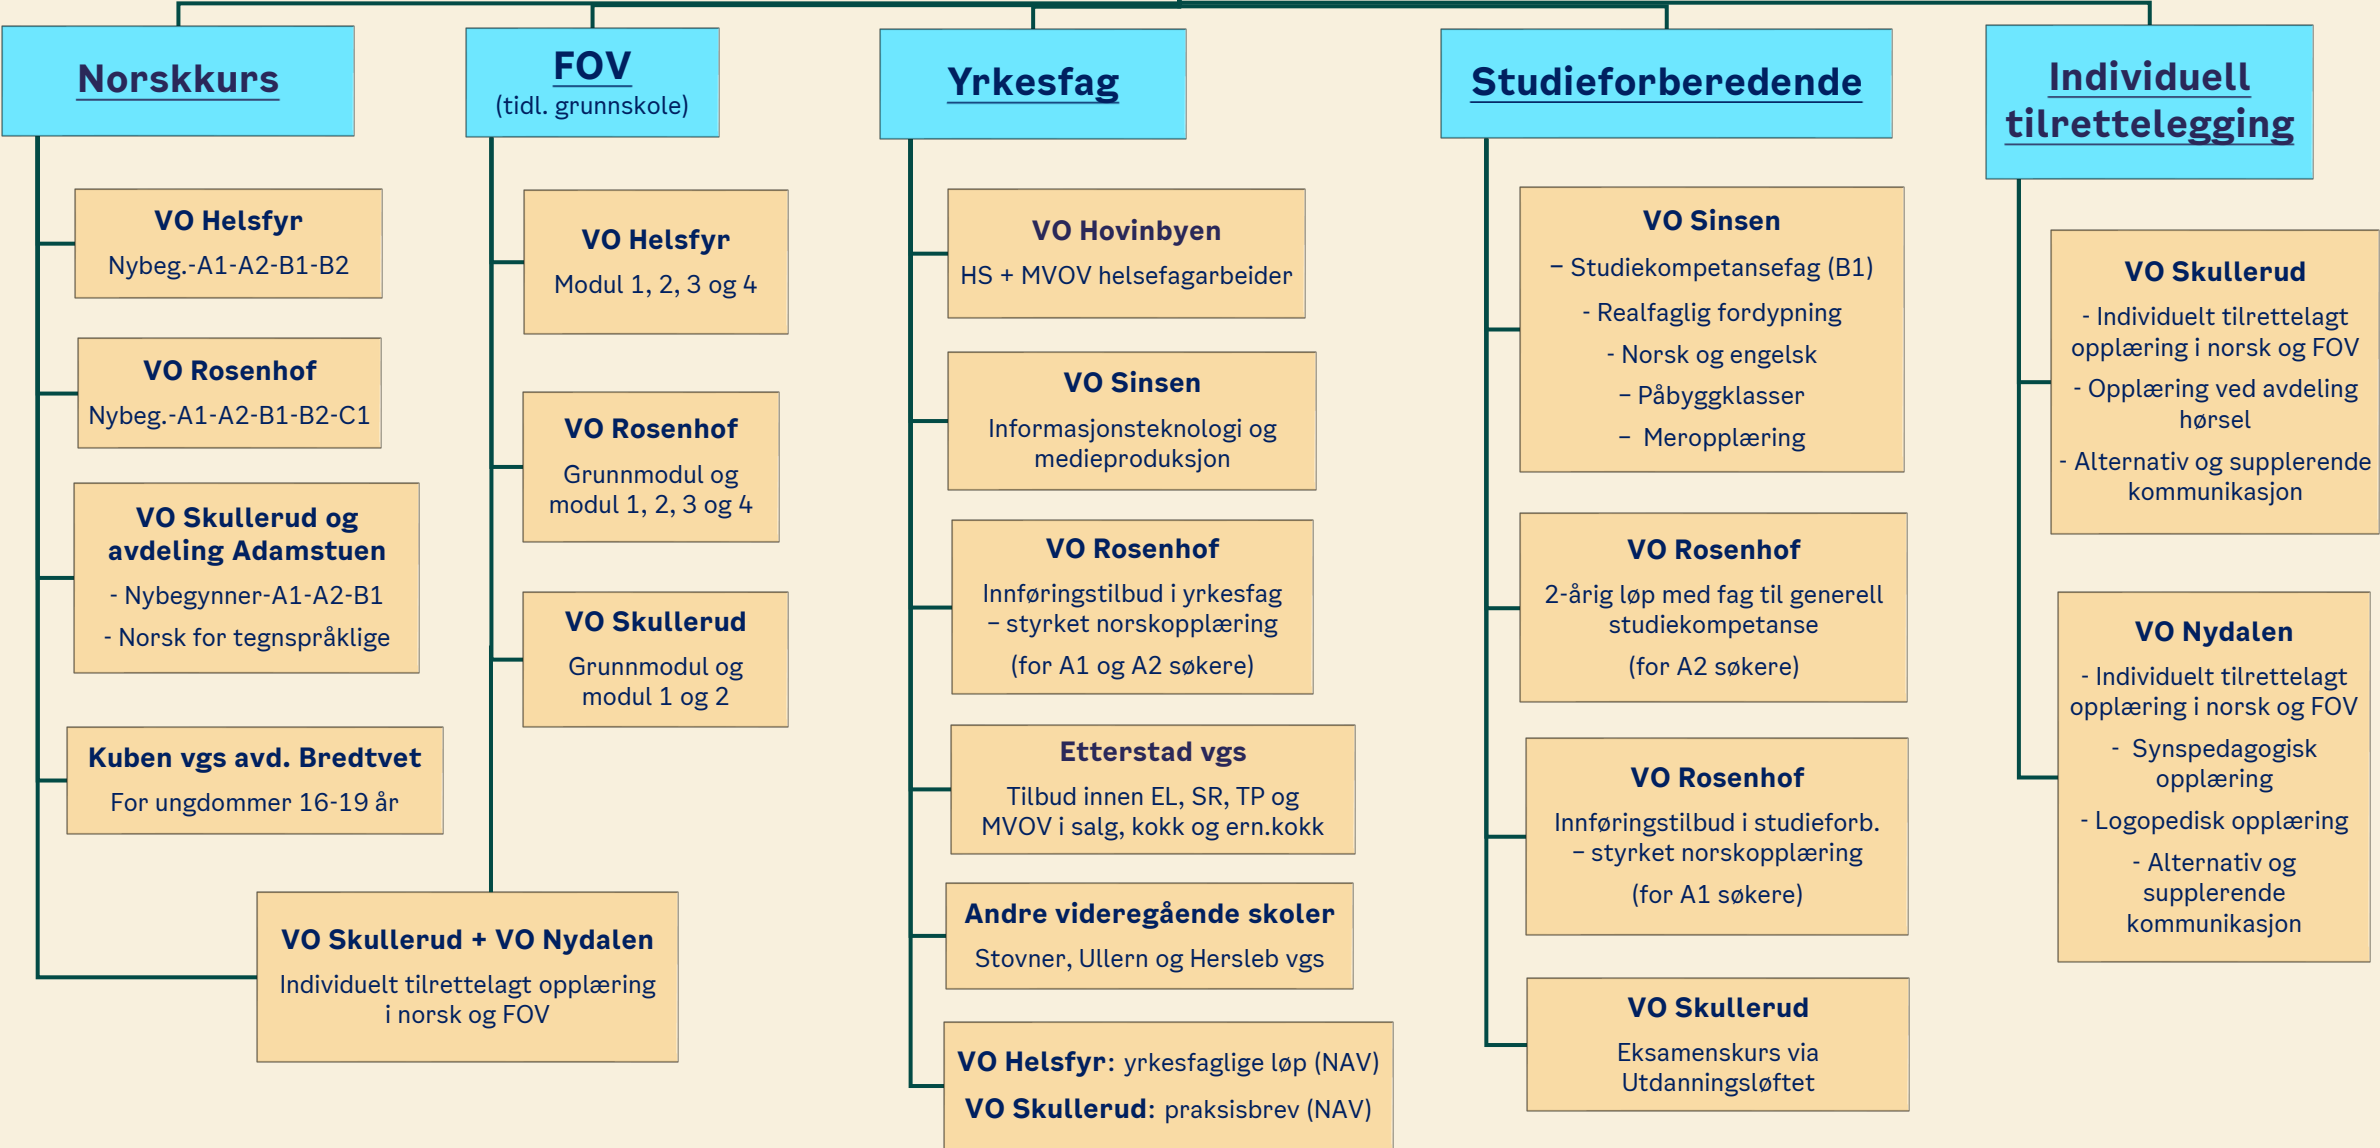 Norskkurs
VO Helsfyr
Nybeg.-A1-A2-B1-B2
VO Rosenhof
Nybeg.-A1-A2-B1-B2-C1
VO Skullerud og
avdeling Adamstuen
- Nybegynner-A1-A2-B1
- Norsk for tegnspråklige
Kuben vgs avd. Bredtvet
For ungdommer 16-19 år
FOV
(tidl. grunnskole)
VO Helsfyr
Modul 1, 2, 3 og 4
VO Rosenhof
Grunnmodul og
modul 1, 2, 3 og 4
VO Skullerud
Grunnmodul og
modul 1 og 2
VO Skullerud + VO Nydalen
Individuelt tilrettelagt opplæring
i norsk og FOV
Yrkesfag
VO Hovinbyen
HS + MVOV helsefagarbeider
VO Sinsen
Informasjonsteknologi og
medieproduksjon
VO Rosenhof
Innføringstilbud i yrkesfag
– styrket norskopplæring
(for A1 og A2 søkere)
Etterstad vgs
Tilbud innen EL, SR, TP og
MVOV i salg, kokk og ern.kokk
Andre videregående skoler
Stovner, Ullern og Hersleb vgs
VO Helsfyr: yrkesfaglige løp (NAV)
VO Skullerud: praksisbrev (NAV)
Studieforberedende
VO Sinsen
– Studiekompetansefag (B1)
- Realfaglig fordypning
- Norsk og engelsk
– Påbyggklasser
– Meropplæring
VO Rosenhof
2-årig løp med fag til generell
studiekompetanse
(for A2 søkere)
VO Rosenhof
Innføringstilbud i studieforb.
– styrket norskopplæring
(for A1 søkere)
VO Skullerud
Eksamenskurs via
Utdanningsløftet
Individuell
tilrettelegging
VO Skullerud
- Individuelt tilrettelagt
opplæring i norsk og FOV
- Opplæring ved avdeling
hørsel
- Alternativ og supplerende
kommunikasjon
VO Nydalen
- Individuelt tilrettelagt
opplæring i norsk og FOV
- Synspedagogisk
opplæring
- Logopedisk opplæring
- Alternativ og
supplerende
kommunikasjon